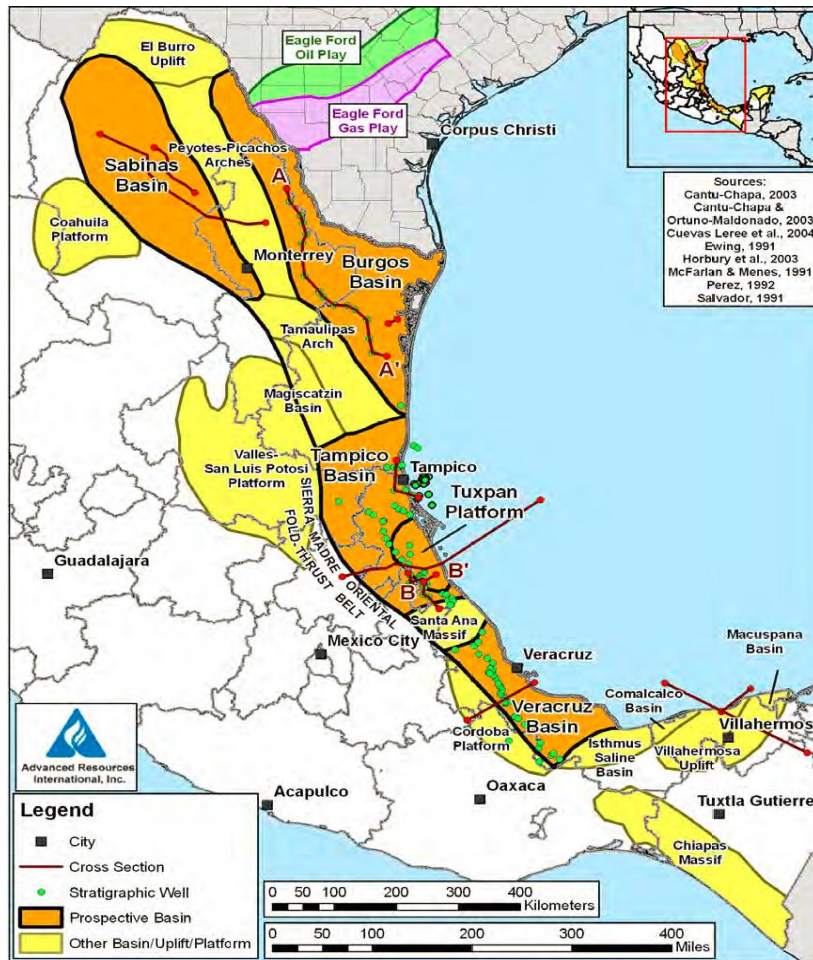 El Burro
Uplift
Eagle Ford
Oil Play
Eagle Ford
Gas Play
Corpus Christi
Peyotes-Picachos
Arches
Sabinas
Basin
A
Coahuila
Platform
Monterrey
Burgos
Basin
Sources:
Cantu-Chapa, 2003
Cantu-Chapa &
Ortuno-Maldonado, 2003
Cuevas Leree et al., 2004
Ewing, 1991
Horbury et al., 2003
McFarlan & Menes, 1991
Perez, 1992
Salvador, 1991
Tamaulipas
Arch
A'
Magiscatzin
Basin
Valles-
San Luis Potosi
Platform
Tampico
Basin
Tampico
Tuxpan
Platform
SIERRA MADRE ORIENTAL
FOLD-THRUST BELT
Guadalajara
B
B'
Santa Ana
Massif
Mexico City
Veracruz
Macuspana
Basin
Comalcalco
Basin
Veracruz
Basin
Villahermos
Cordoba
Platform
Isthmus
Saline
Basin
Villahermosa
Uplift
Advanced Resources
International, Inc.
Acapulco
Oaxaca
Tuxtla Gutierre
Chiapas
Massif
Legend
City
Cross Section
Stratigraphic Well
Prospective Basin
Other Basin/Uplift/Platform
100 50 0 100 200 300 400
Kilometers
100 50 0 100 200 300 400
Miles